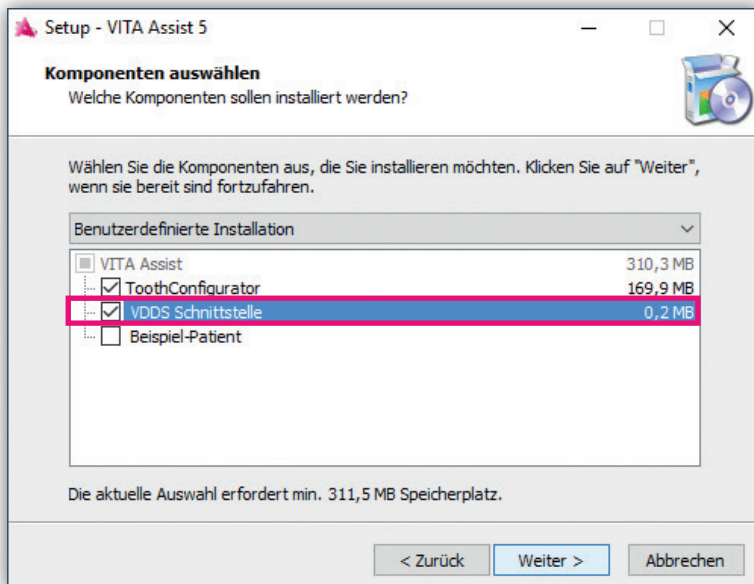 Setup - VITA Assist 5
Komponenten auswählen
Welche Komponenten sollen installiert werden?
Wählen Sie die Komponenten aus, die Sie installieren möchten. Klicken Sie auf "Weiter",
wenn sie bereit sind fortzufahren.
Benutzerdefinierte Installation
VITA Assist 310,3 MB
ToothConfigurator 169,9 MB
VDDS Schnittstelle 0,2 MB
Beispiel-Patient
Die aktuelle Auswahl erfordert min. 311,5 MB Speicherplatz.
< Zurück Weiter > Abbrechen